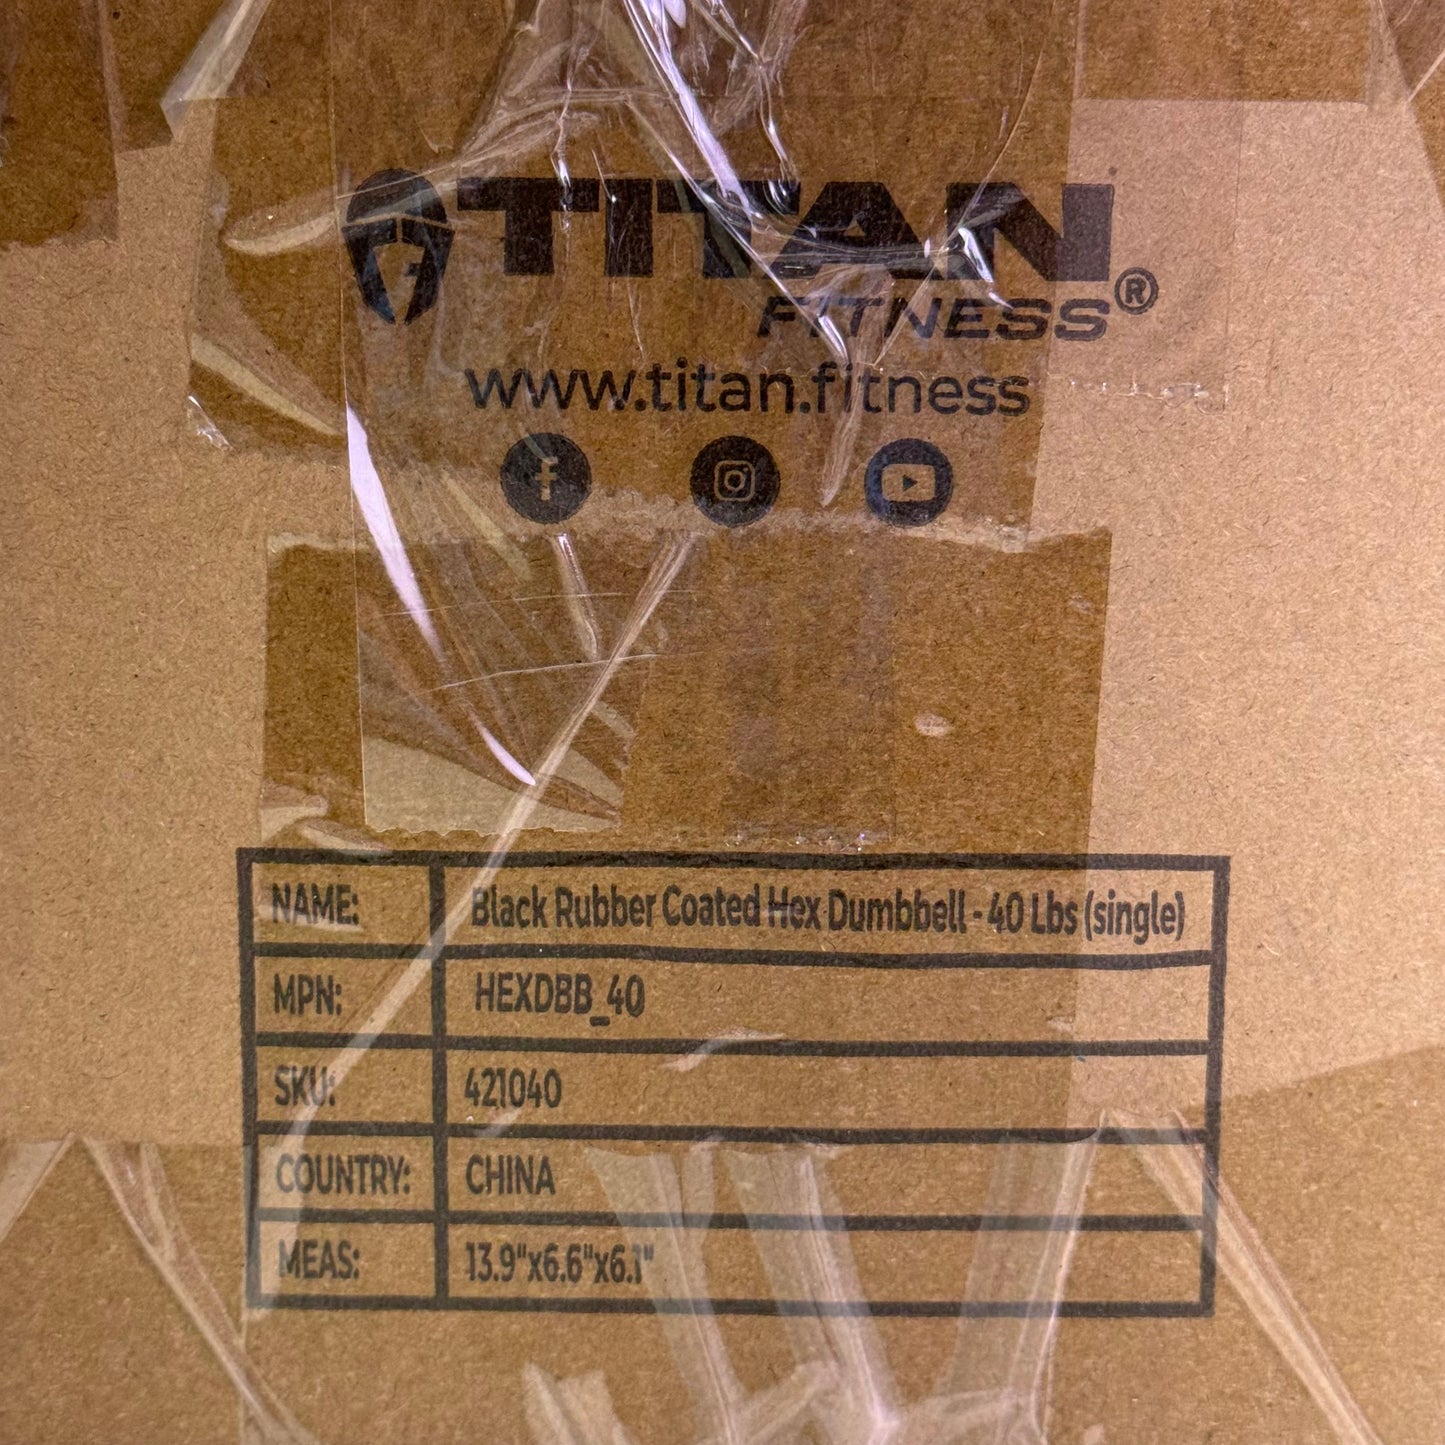 TITAN
FITNESS®
www.titan.fitness
NAME: Black Rubber Coated Hex Dumbbell - 40 Lbs (single)
MPN: HEXDBB_40
SKU: 421040
COUNTRY: CHINA
MEAS: 13.9"x6.6"x6.1"